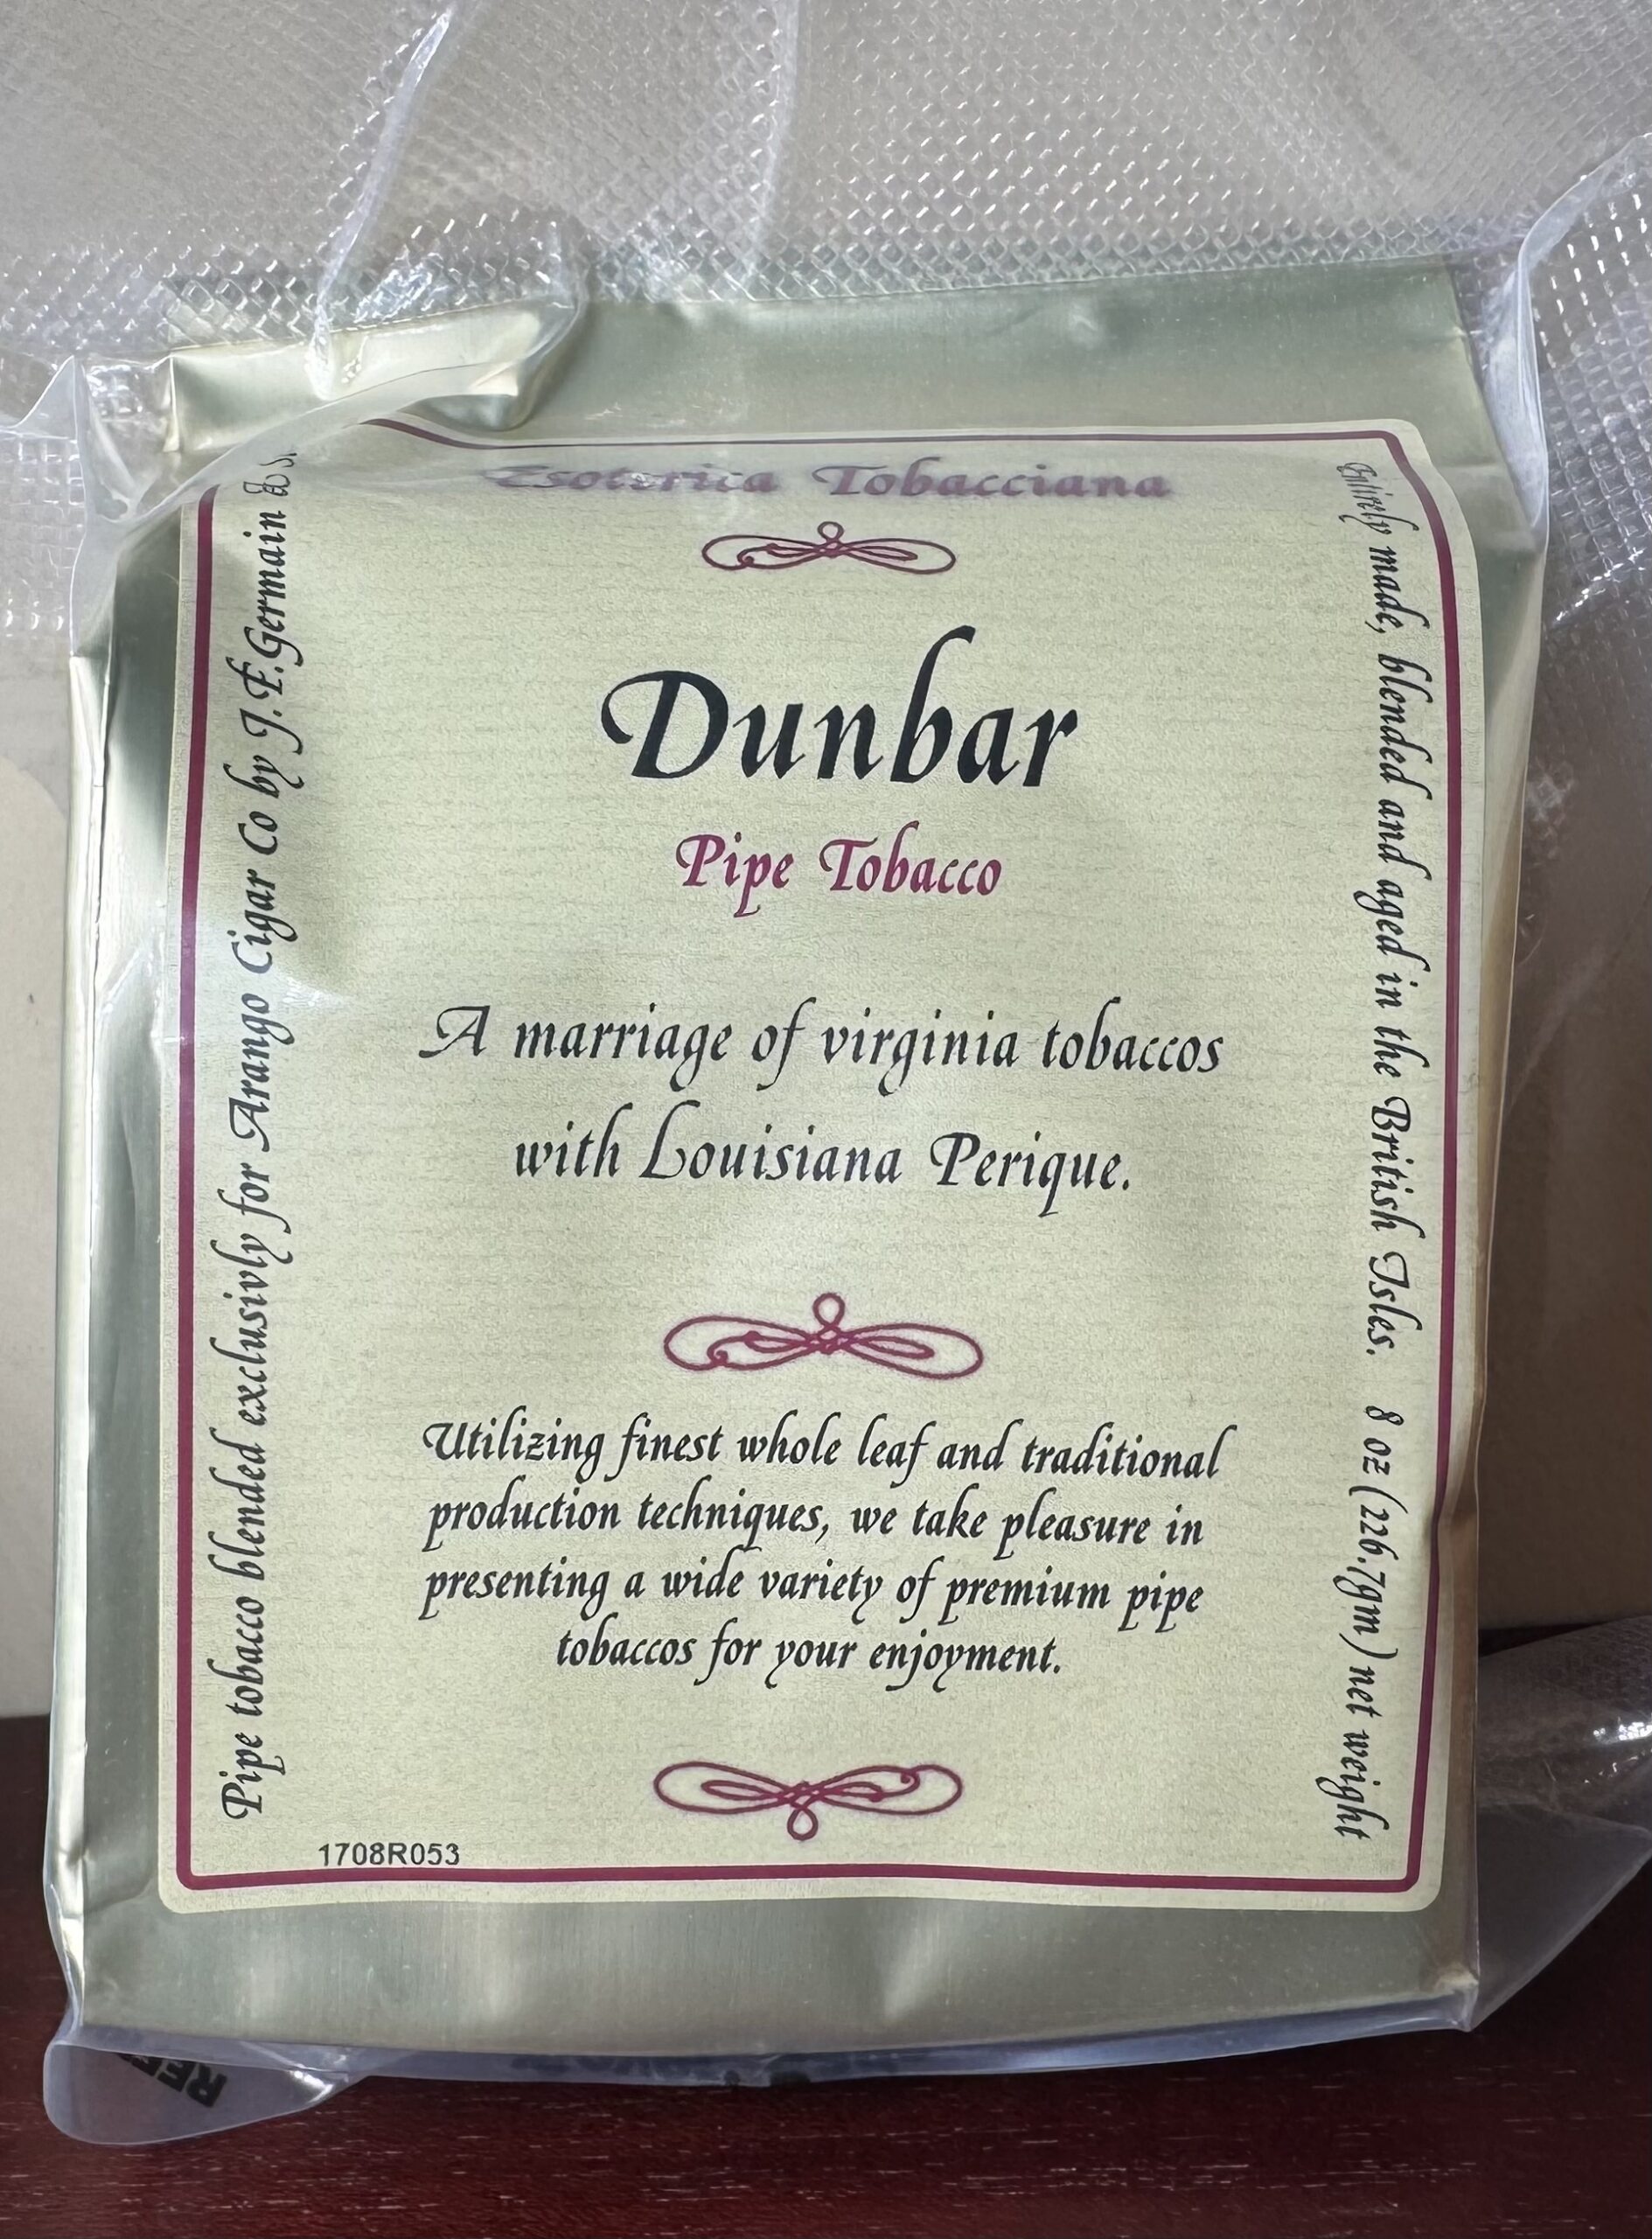 Esoterica Tobacciana
Dunbar
Pipe Tobacco
A marriage of virginia tobaccos
with Louisiana Perique.
Utilizing finest whole leaf and traditional
production techniques, we take pleasure in
presenting a wide variety of premium pipe
tobaccos for your enjoyment.
1708R053
Pipe tobacco blended exclusivly for Arango Cigar Co by J.F.Germain &
Entirely made, blended and aged in the British Isles. 8 oz (226.7gm) net weight